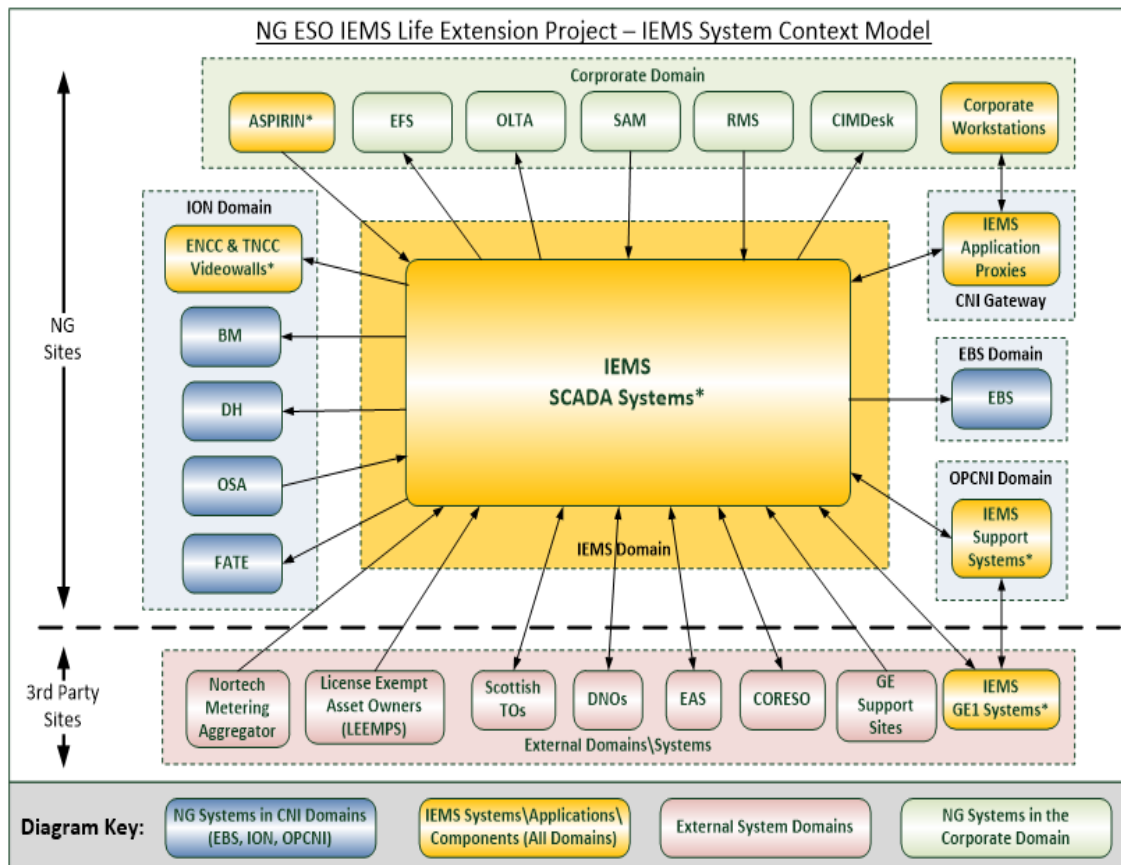 NG ESO IEMS Life Extension Project – IEMS System Context Model
Corprorate Domain
ASPIRIN*
EFS
OLTA
SAM
RMS
CIMDesk
Corporate
Workstations
NG
Sites
ION Domain
ENCC & TNCC
Videowalls*
BM
DH
OSA
FATE
IEMS
SCADA Systems*
IEMS Domain
IEMS
Application
Proxies
CNI Gateway
EBS Domain
EBS
OPCNI Domain
IEMS
Support
Systems*
3rd Party
Sites
Nortech
Metering
Aggregator
License Exempt
Asset Owners
(LEEMPS)
Scottish
TOs
DNOs
EAS
CORESO
GE
Support
Sites
IEMS
GE1 Systems*
External Domains\Systems
Diagram Key:
NG Systems in CNI Domains
(EBS, ION, OPCNI)
IEMS Systems\Applications\
Components (All Domains)
External System Domains
NG Systems in the
Corporate Domain